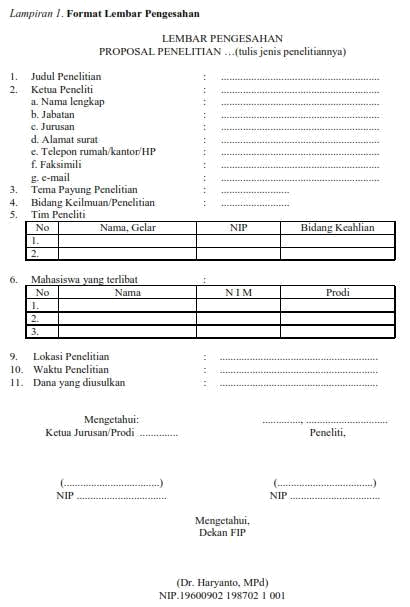 Lampiran 1. Format Lembar Pengesahan
LEMBAR PENGESAHAN
PROPOSAL PENELITIAN …(tulis jenis penelitiannya)
1. Judul Penelitian : ......................................................
2. Ketua Peneliti : ......................................................
a. Nama lengkap : ......................................................
b. Jabatan : ......................................................
c. Jurusan : ......................................................
d. Alamat surat : ......................................................
e. Telepon rumah/kantor/HP : ......................................................
f. Faksimili : ......................................................
g. e-mail : ......................................................
3. Tema Payung Penelitian : .......................
4. Bidang Keilmuan/Penelitian : .......................
5. Tim Peneliti
No Nama, Gelar NIP Bidang Keahlian
1.
2.
6. Mahasiswa yang terlibat :
No Nama N I M Prodi
1.
2.
3.
9. Lokasi Penelitian : ......................................................
10. Waktu Penelitian : ......................................................
11. Dana yang diusulkan : ......................................................
Mengetahui: ............., ...........................
Ketua Jurusan/Prodi ............. Peneliti,
(................................) (................................)
NIP .............................. NIP ..............................
Mengetahui,
Dekan FIP
(Dr. Haryanto, MPd)
NIP.19600902 198702 1 001